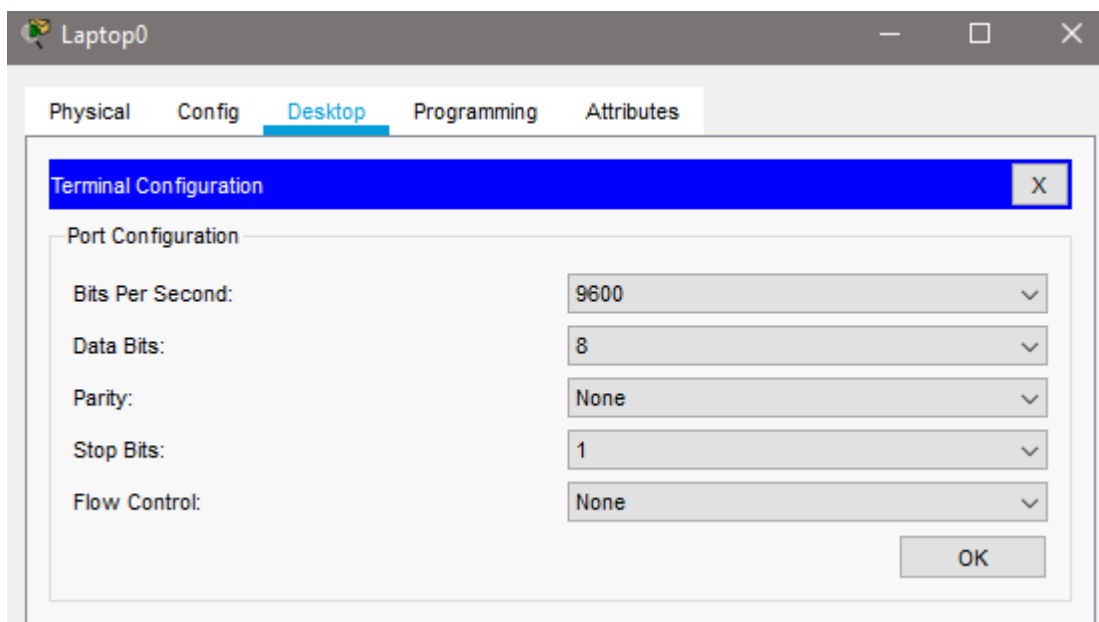 Laptop0
Physical Config Desktop Programming Attributes
Terminal Configuration X
Port Configuration
Bits Per Second: 9600
Data Bits: 8
Parity: None
Stop Bits: 1
Flow Control: None
OK